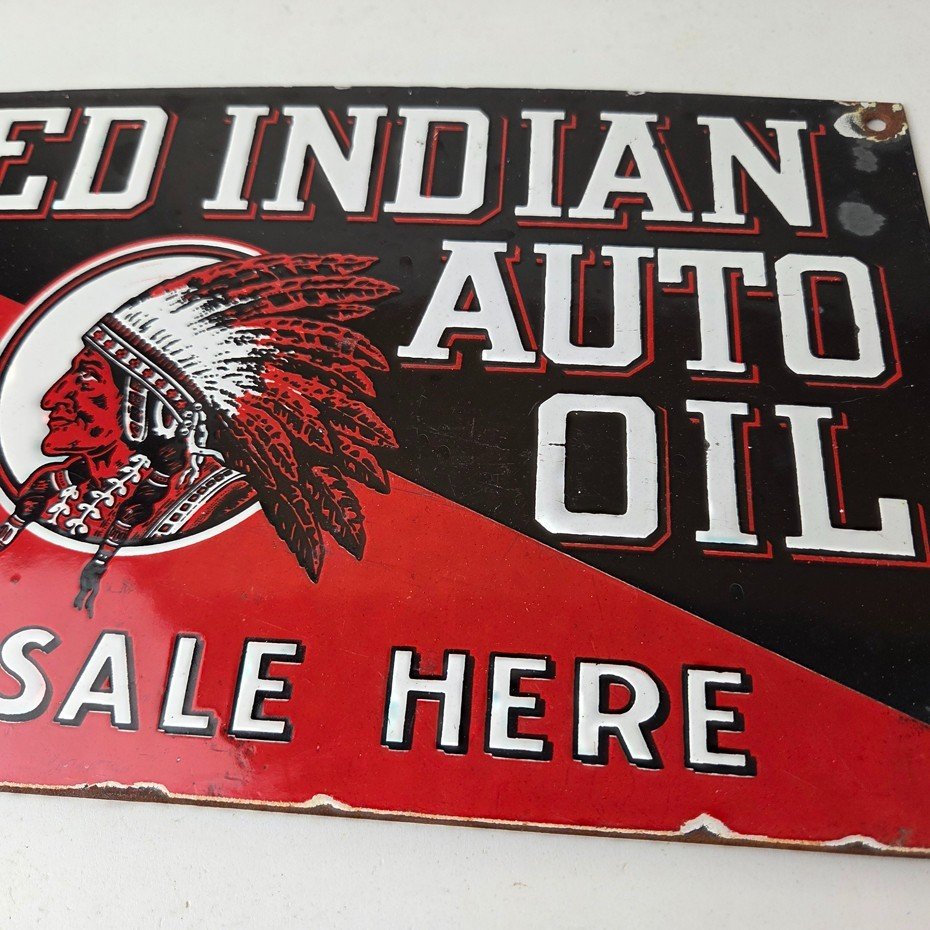 ED INDIAN
AUTO
OIL
SALE HERE